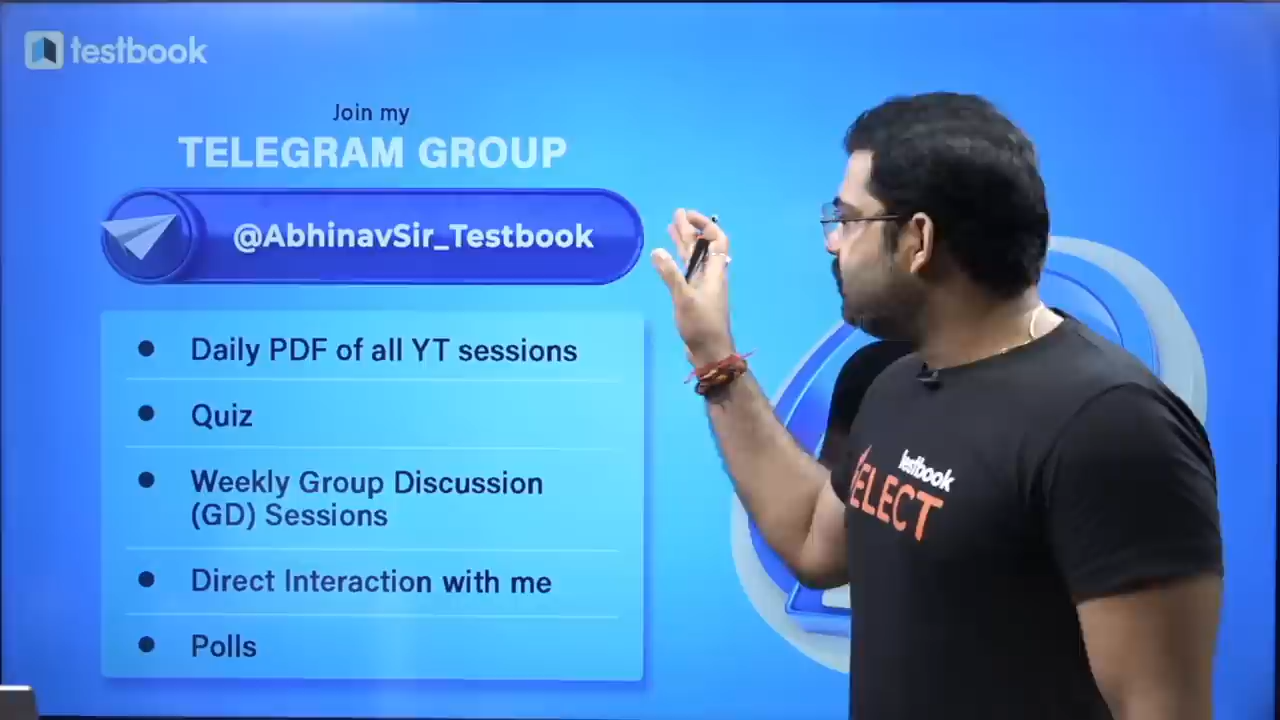 testbook
Join my
TELEGRAM GROUP
@AbhinavSir_Testbook
Daily PDF of all YT sessions
Quiz
Weekly Group Discussion
(GD) Sessions
Direct Interaction with me
Polls
testbook
SELECT